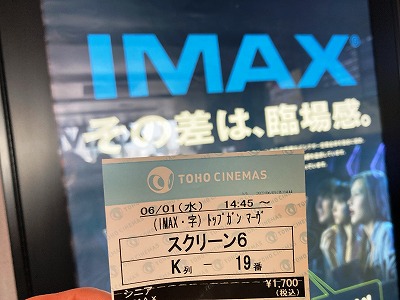 IMAX®
その差は、臨場感。
TOHO CINEMAS
06/01(水) 14:45～
(IMAX・字)トップガン マーヴ
スクリーン6
K列 － 19番
シニア ¥1,700
(税込)